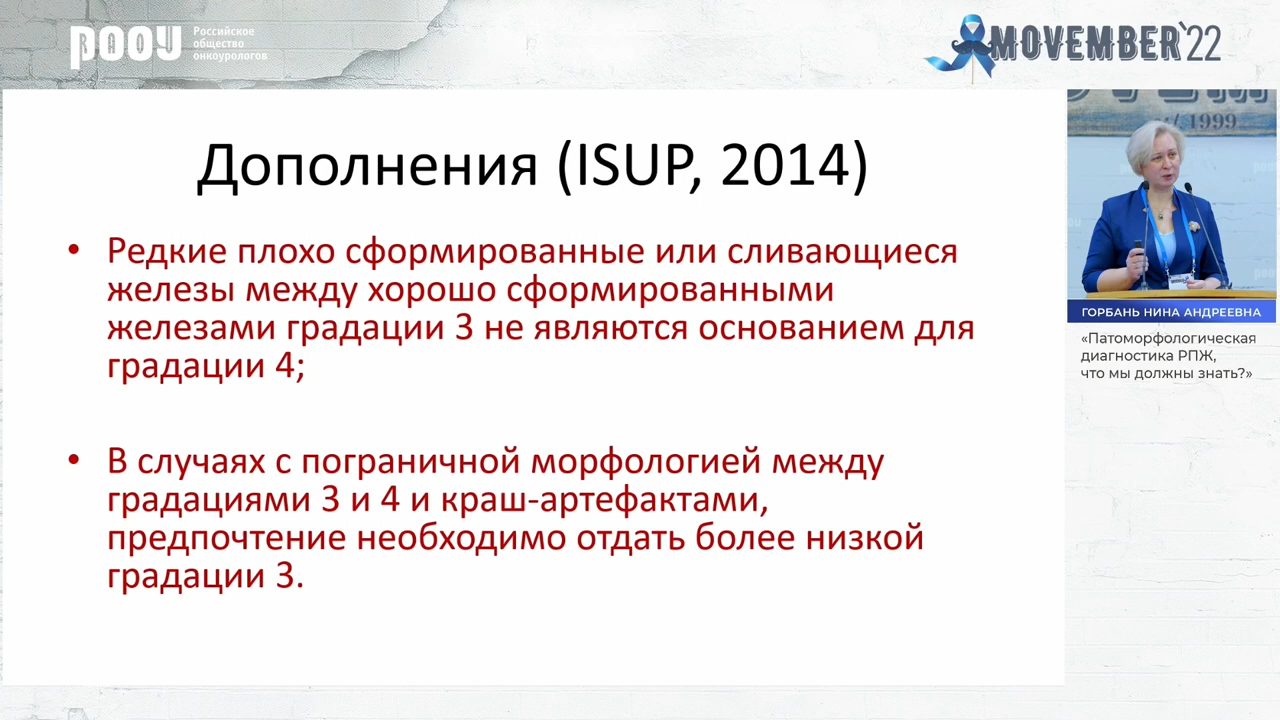 РООУ
RAOU
Российское
общество
онкоурологов
MOVEMBER'22
Дополнения (ISUP, 2014)
• Редкие плохо сформированные или сливающиеся
железы между хорошо сформированными
железами градации 3 не являются основанием для
градации 4;
• В случаях с пограничной морфологией между
градациями 3 и 4 и краш-артефактами,
предпочтение необходимо отдать более низкой
градации 3.
1999
ГОРБАНЬ НИНА АНДРЕЕВНА
«Патоморфологическая
диагностика РПЖ,
что мы должны знать?»